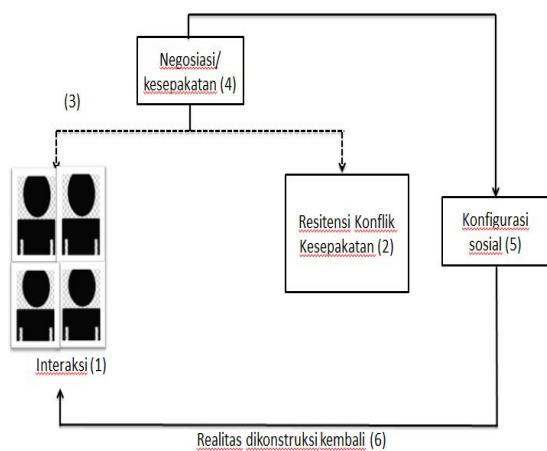 Negosiasi/
kesepakatan (4)
(3)
Resitensi Konflik
Kesepakatan (2)
Konfigurasi
sosial (5)
Interaksi (1)
Realitas dikonstruksi kembali (6)